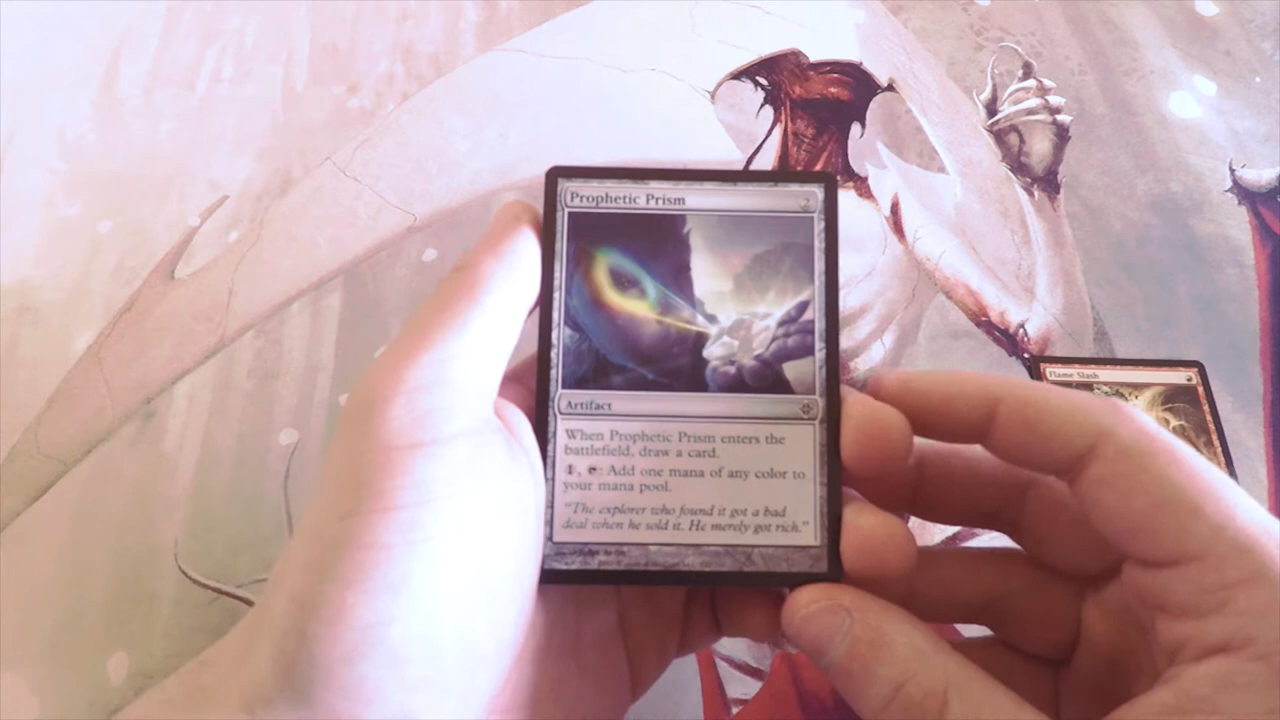 Prophetic Prism 2
Artifact
When Prophetic Prism enters the
battlefield, draw a card.
1, T: Add one mana of any color to
your mana pool.
"The explorer who found it got a bad
deal when he sold it. He merely got rich."
Flame Slash